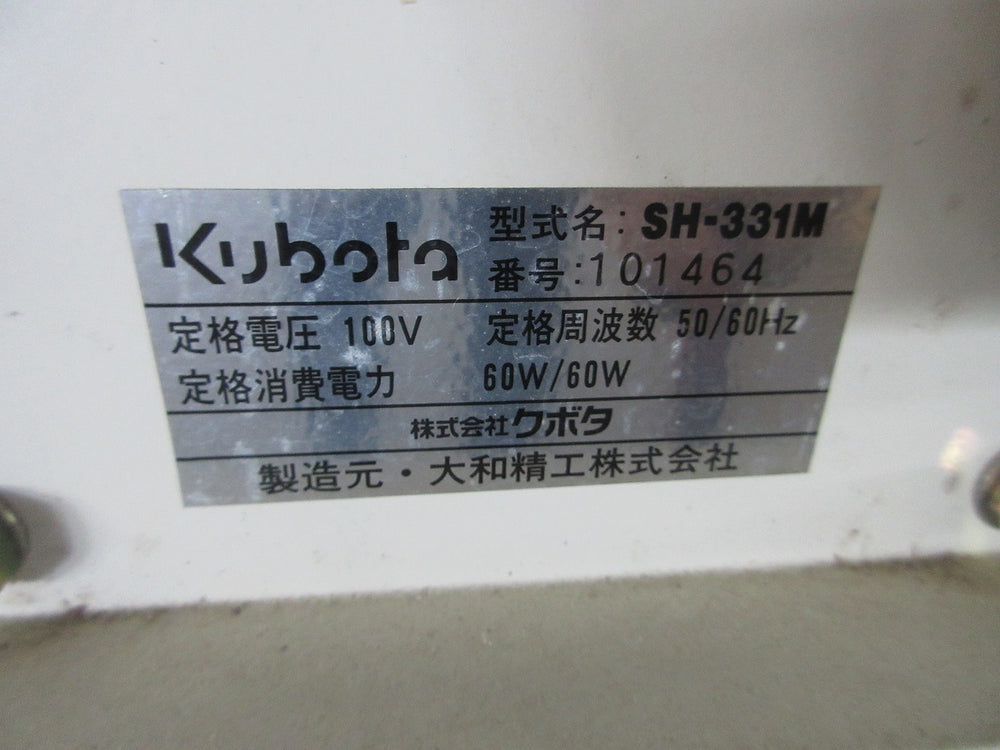 Kubota
型式名: SH-331M
番号:101464
定格電圧 100V 定格周波数 50/60Hz
定格消費電力 60W/60W
株式会社クボタ
製造元・大和精工株式会社